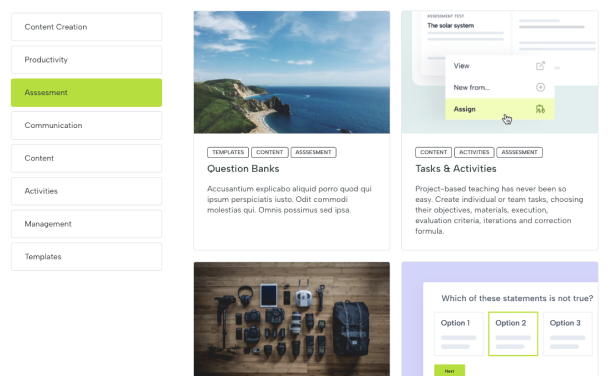 Content Creation
Productivity
Asssesment
Communication
Content
Activities
Management
Templates
TEMPLATES
CONTENT
ASSSESMENT
Question Banks
Accusantium explicabo aliquid porro quod qui
ipsum perspiciatis iusto. Odit commodi
molestias qui. Omnis possimus sed ipsa.
ASSESSMENT TEST
The solar system
View
New from...
Assign
CONTENT
ACTIVITIES
ASSSESMENT
Tasks & Activities
Project-based teaching has never been so
easy. Create individual or team tasks, choosing
their objectives, materials, execution,
evaluation criteria, iterations and correction
formula.
Which of these statements is not true?
Option 1
Option 2
Option 3
Next